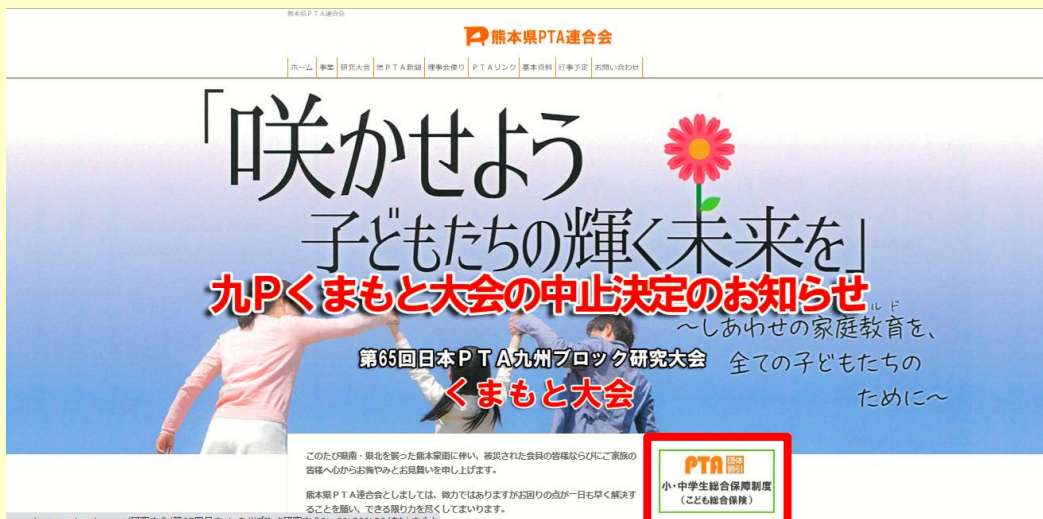 熊本県ＰＴＡ連合会
熊本県PTA連合会
ホーム 事業 研究大会 県ＰＴＡ新聞 理事会便り ＰＴＡリンク 基本資料 行事予定 お問い合わせ
「咲かせよう
子どもたちの輝く未来を」
九Ｐくまもと大会の中止決定のお知らせ
ルド
～しあわせの家庭教育を、
第65回日本ＰＴＡ九州ブロック研究大会
全ての子どもたちの
くまもと大会
ために～
このたび県南・県北を襲った熊本豪雨に伴い、被災された会員の皆様ならびにご家族の
皆様へ心からお悔やみとお見舞いを申し上げます。
熊本県ＰＴＡ連合会としましては、微力ではありますがお困りの点が一日も早く解決す
ることを願い、できる限り力を尽くしてまいります。
PTA 団体割引
小・中学生総合保障制度
（こども総合保険）